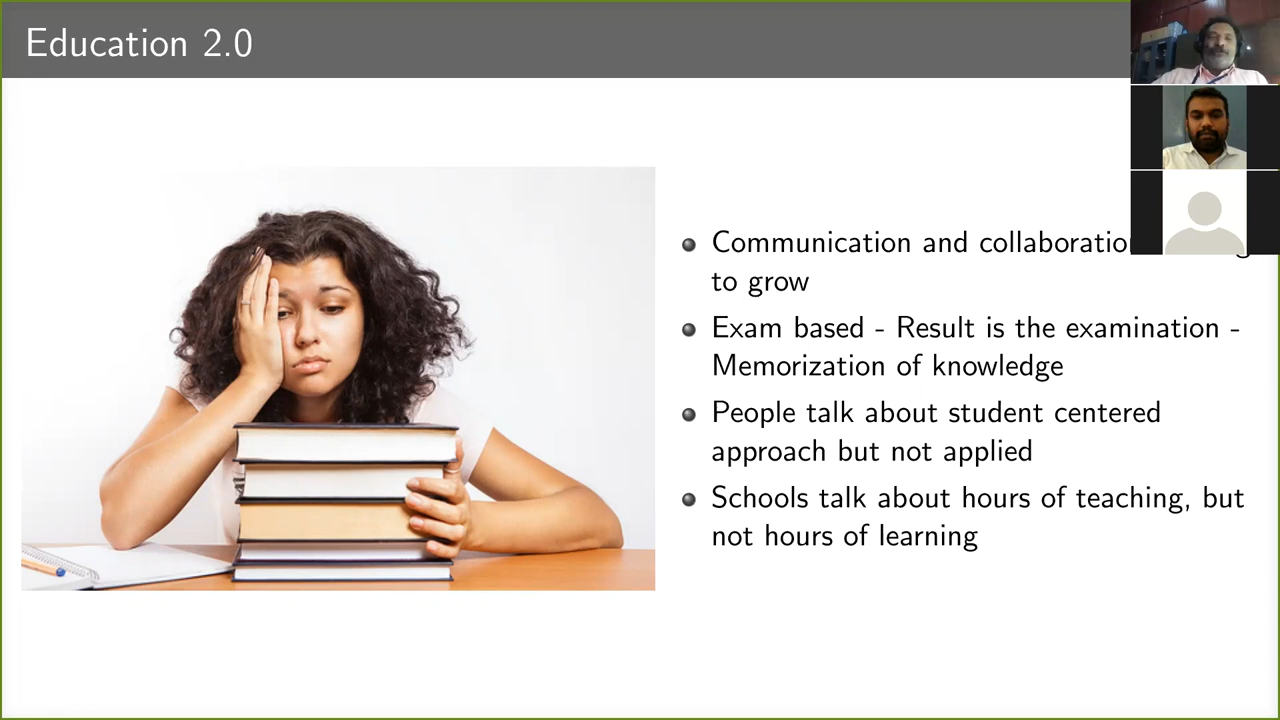 Education 2.0
Communication and collaboration
to grow
Exam based - Result is the examination -
Memorization of knowledge
People talk about student centered
approach but not applied
Schools talk about hours of teaching, but
not hours of learning